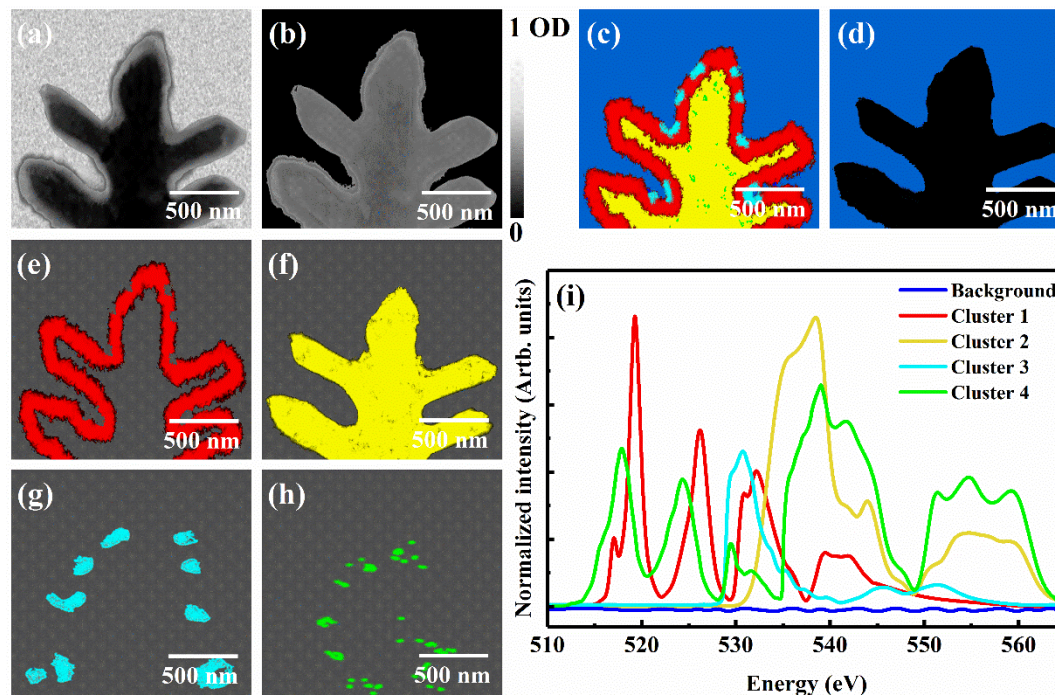 (a)
500 nm
(b)
500 nm
1 OD
0
(c)
500 nm
(d)
500 nm
(e)
500 nm
(f)
500 nm
(g)
500 nm
(h)
500 nm
(i)
Background
Cluster 1
Cluster 2
Cluster 3
Cluster 4
Normalized intensity (Artb. units)
510 520 530 540 550 560
Energy (eV)